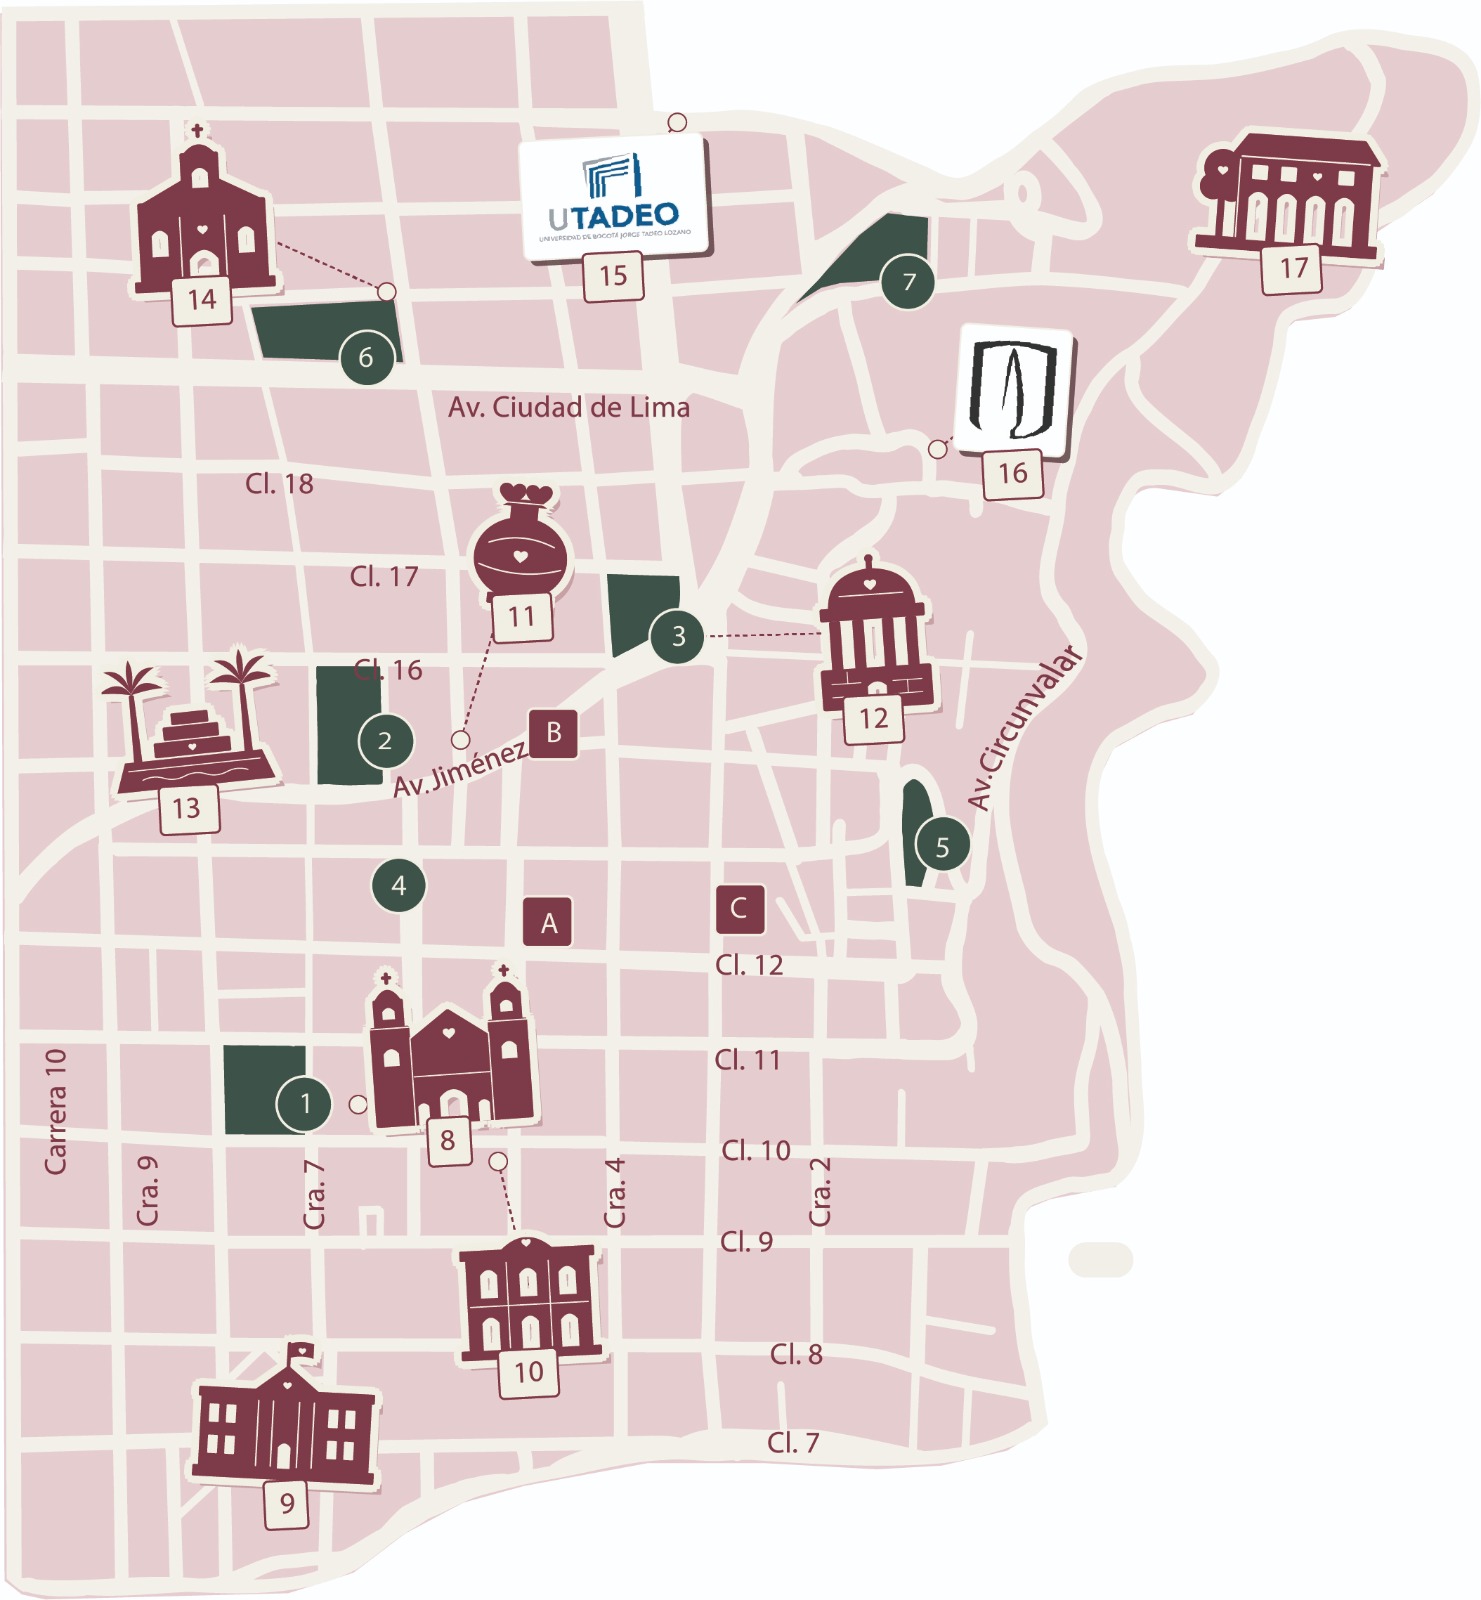 UTADEO
UNIVERSIDAD DE BOGOTÁ JORGE TADEO LOZANO
15
14
17
7
6
Av. Ciudad de Lima
16
Cl. 18
Cl. 17
11
3
Cl. 16
12
2
B
Av. Jiménez
Av.Circunvalar
13
5
4
A
C
Cl. 12
Cl. 11
Carrera 10
1
8
Cl. 10
Cra. 9
Cra. 7
Cra. 4
Cra. 2
Cl. 9
Cl. 8
10
Cl. 7
9